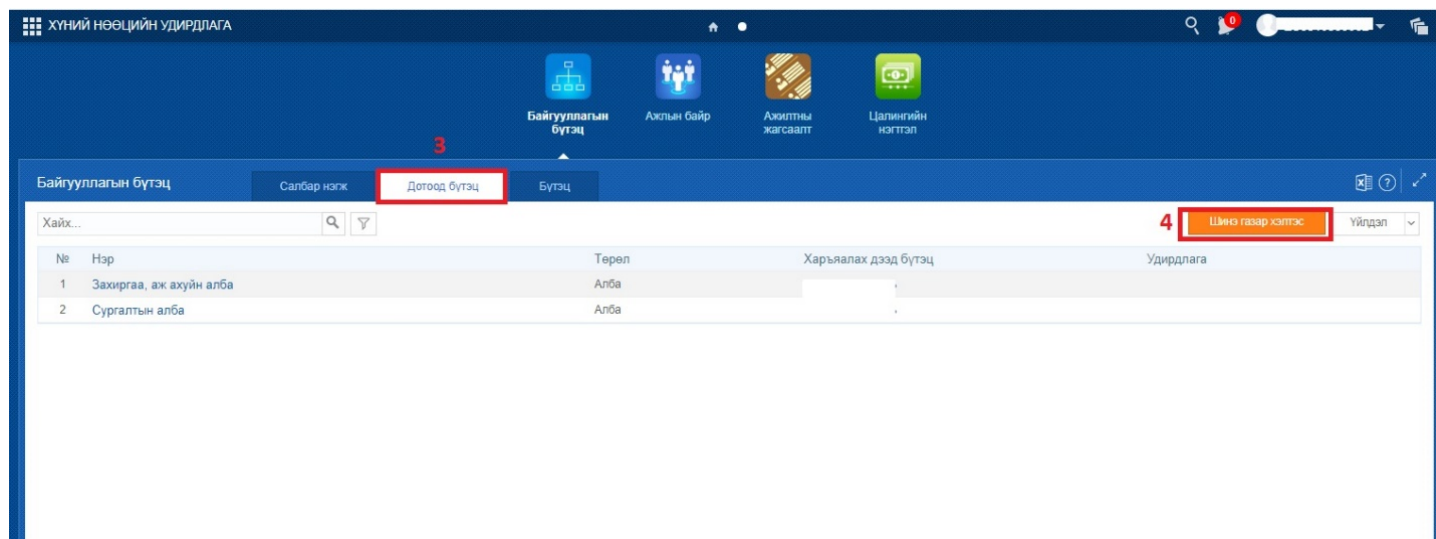 ХҮНИЙ НӨӨЦИЙН УДИРДЛАГА
0
Байгууллагын бүтэц
Ажлын байр
Ажилтны жагсаалт
Цалингийн нэгтгэл
3
Байгууллагын бүтэц
Салбар нэгж
Дотоод бүтэц
Бүтэц
Хайх...
4
Шинэ газар хэлтэс
Үйлдэл
№ Нэр Төрөл Харъяалах дээд бүтэц Удирдлага
1 Захиргаа, аж ахуйн алба Алба
2 Сургалтын алба Алба